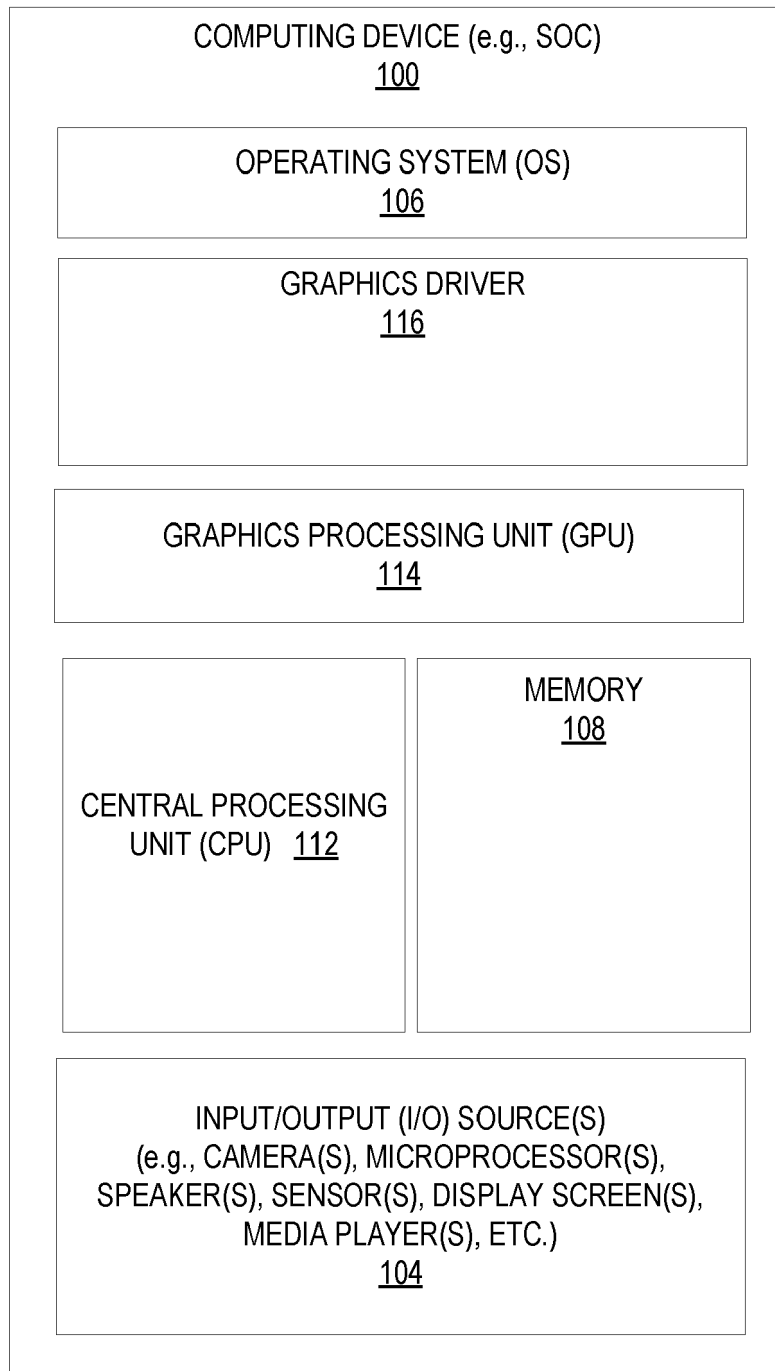 COMPUTING DEVICE (e.g., SOC)
100
OPERATING SYSTEM (OS)
106
GRAPHICS DRIVER
116
GRAPHICS PROCESSING UNIT (GPU)
114
CENTRAL PROCESSING
UNIT (CPU) 112
MEMORY
108
INPUT/OUTPUT (I/O) SOURCE(S)
(e.g., CAMERA(S), MICROPROCESSOR(S),
SPEAKER(S), SENSOR(S), DISPLAY SCREEN(S),
MEDIA PLAYER(S), ETC.)
104